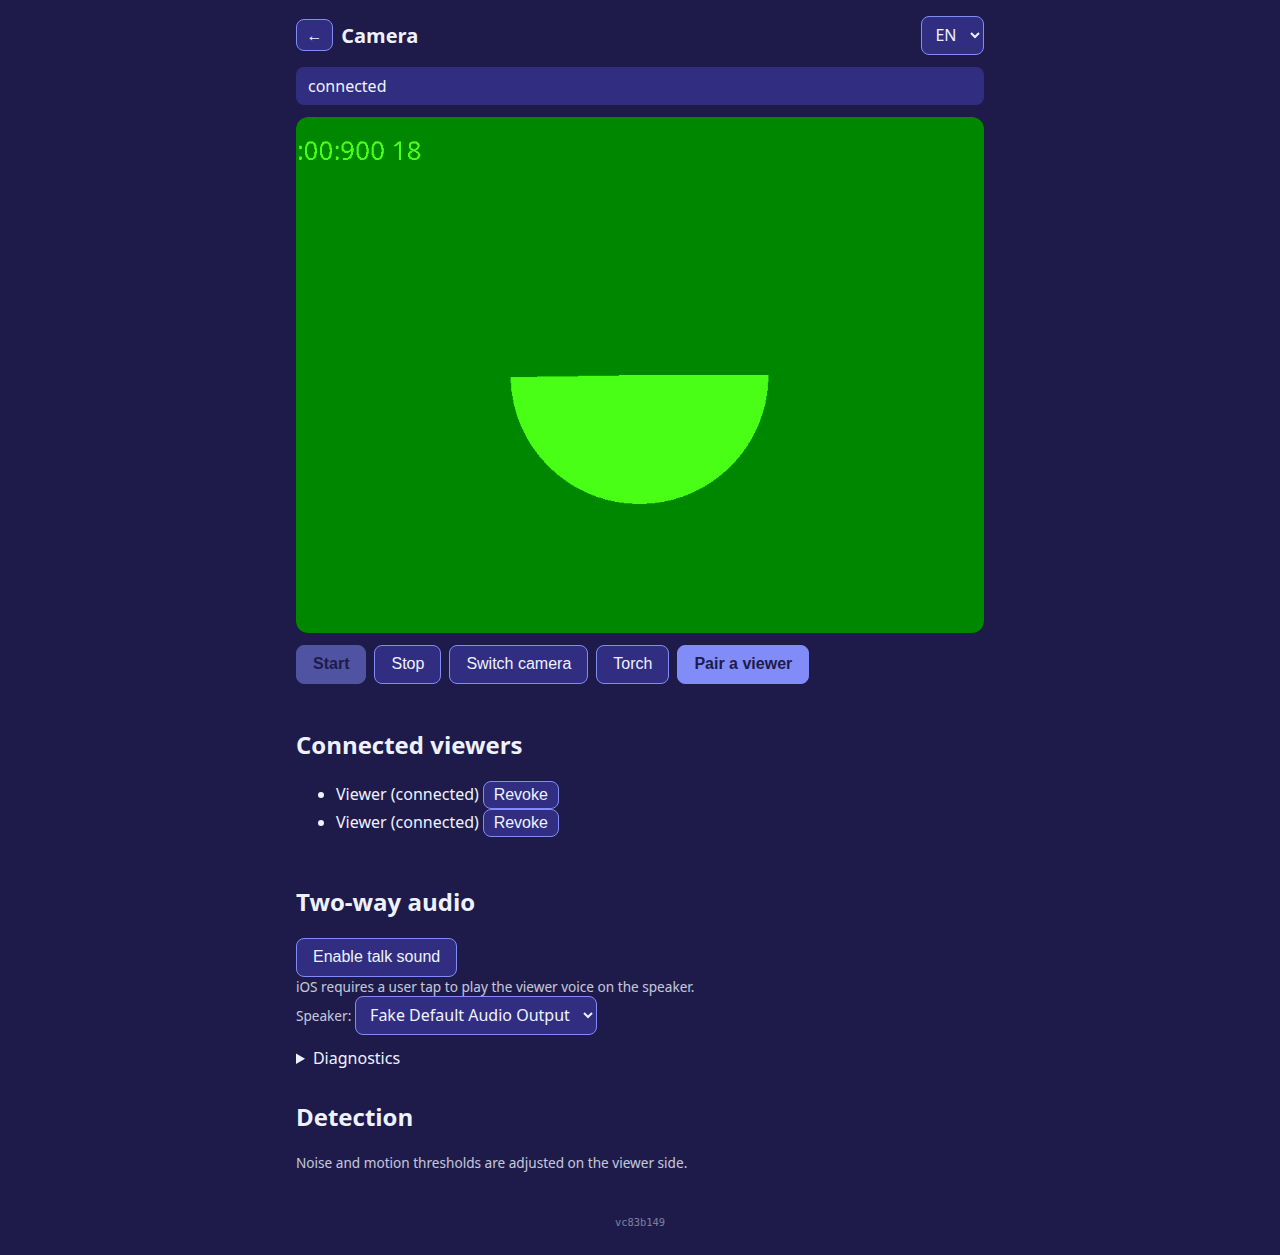 ← Camera EN
connected
:00:900 18
Start Stop Switch camera Torch Pair a viewer
Connected viewers
Viewer (connected) Revoke
Viewer (connected) Revoke
Two-way audio
Enable talk sound
iOS requires a user tap to play the viewer voice on the speaker.
Speaker: Fake Default Audio Output
Diagnostics
Detection
Noise and motion thresholds are adjusted on the viewer side.
vc83b149